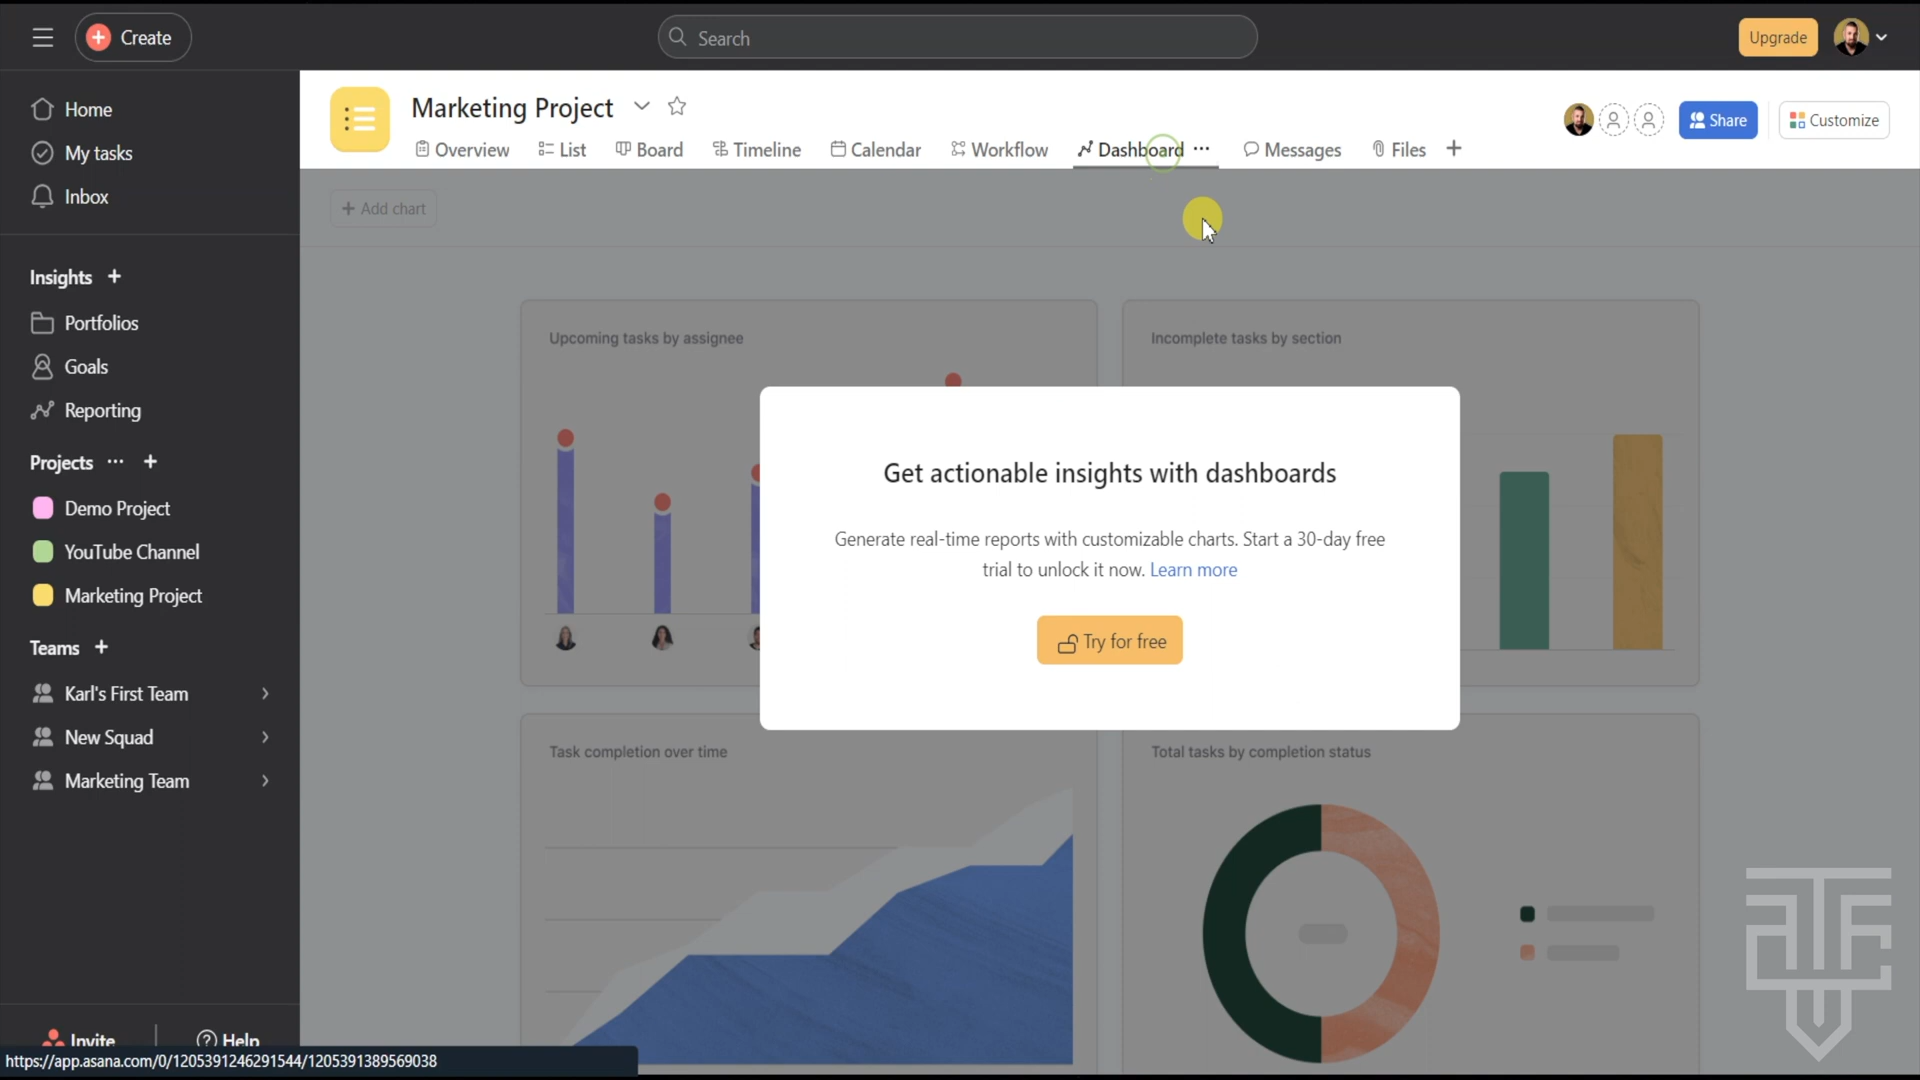 Create
Search
Upgrade
Home
My tasks
Inbox
Insights +
Portfolios
Goals
Reporting
Projects ... +
Demo Project
YouTube Channel
Marketing Project
Teams +
Karl's First Team
New Squad
Marketing Team
Invite
? Help
https://app.asana.com/0/1205391246291544/1205391389569038
Marketing Project
Share
Customize
Overview
List
Board
Timeline
Calendar
Workflow
Dashboard ...
Messages
Files
+
+ Add chart
Upcoming tasks by assignee
Incomplete tasks by section
Get actionable insights with dashboards
Generate real-time reports with customizable charts. Start a 30-day free
trial to unlock it now. Learn more
Try for free
Task completion over time
Total tasks by completion status